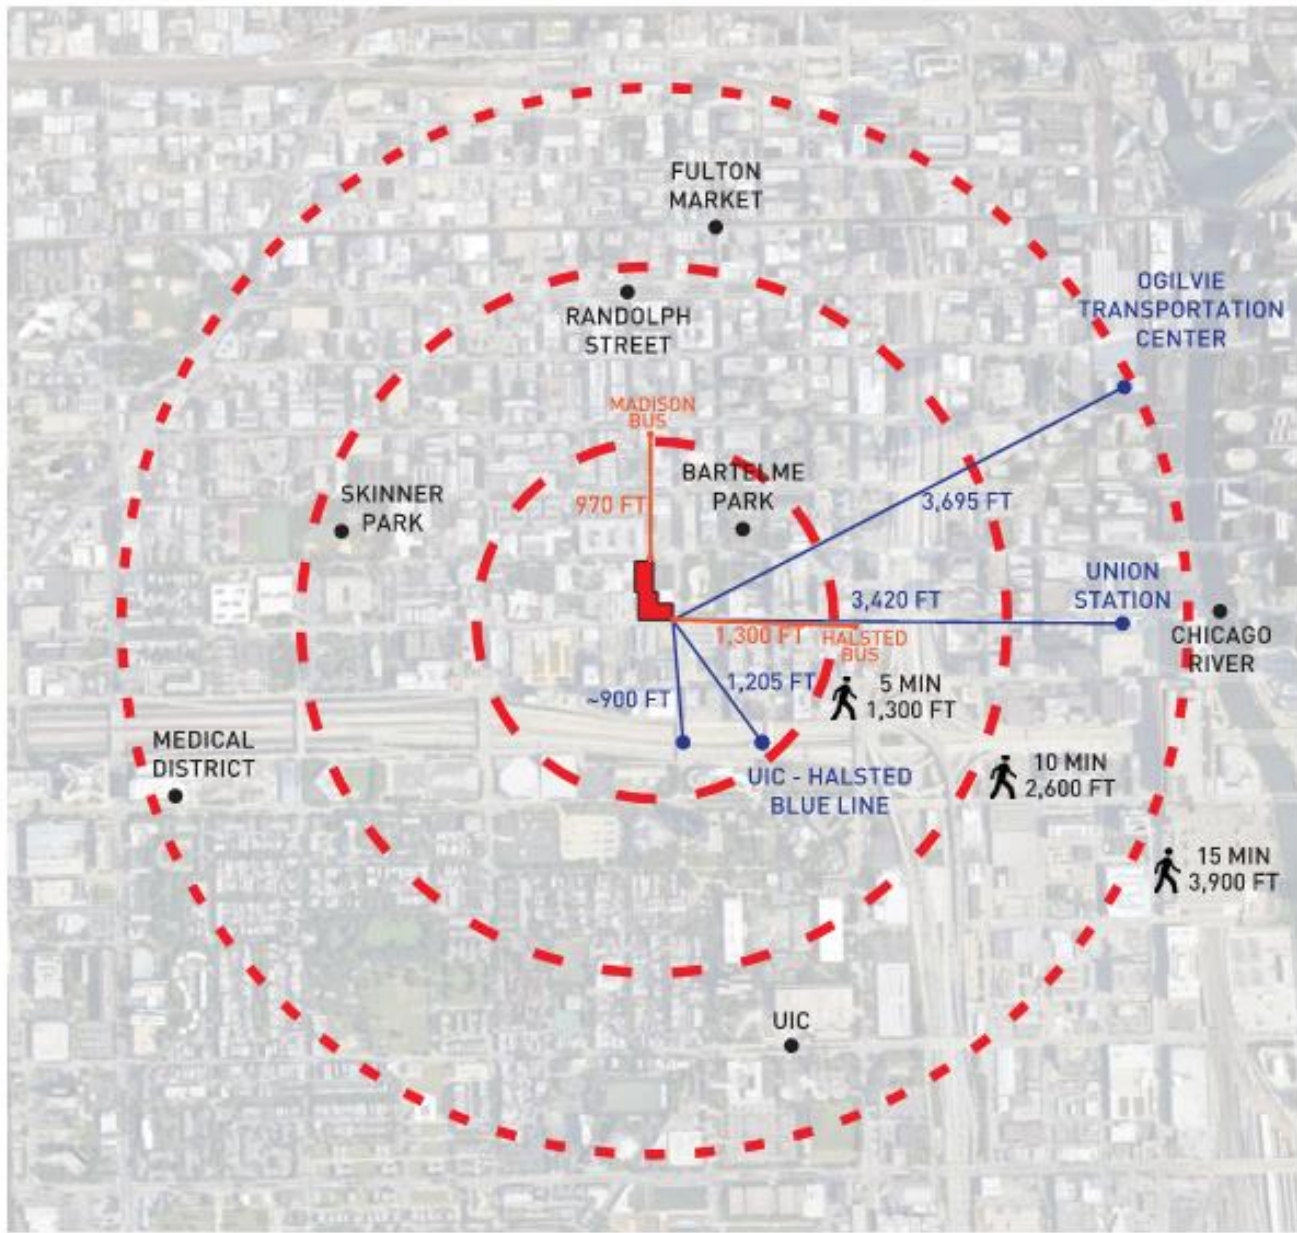 FULTON
MARKET
OGILVIE
TRANSPORTATION
CENTER
RANDOLPH
STREET
MADISON
BUS
BARTELME
PARK
SKINNER
PARK
970 FT
3,695 FT
UNION
STATION
3,420 FT
1,300 FT
HALSTED
BUS
CHICAGO
RIVER
~900 FT
1,205 FT
5 MIN
1,300 FT
MEDICAL
DISTRICT
10 MIN
2,600 FT
UIC - HALSTED
BLUE LINE
15 MIN
3,900 FT
UIC